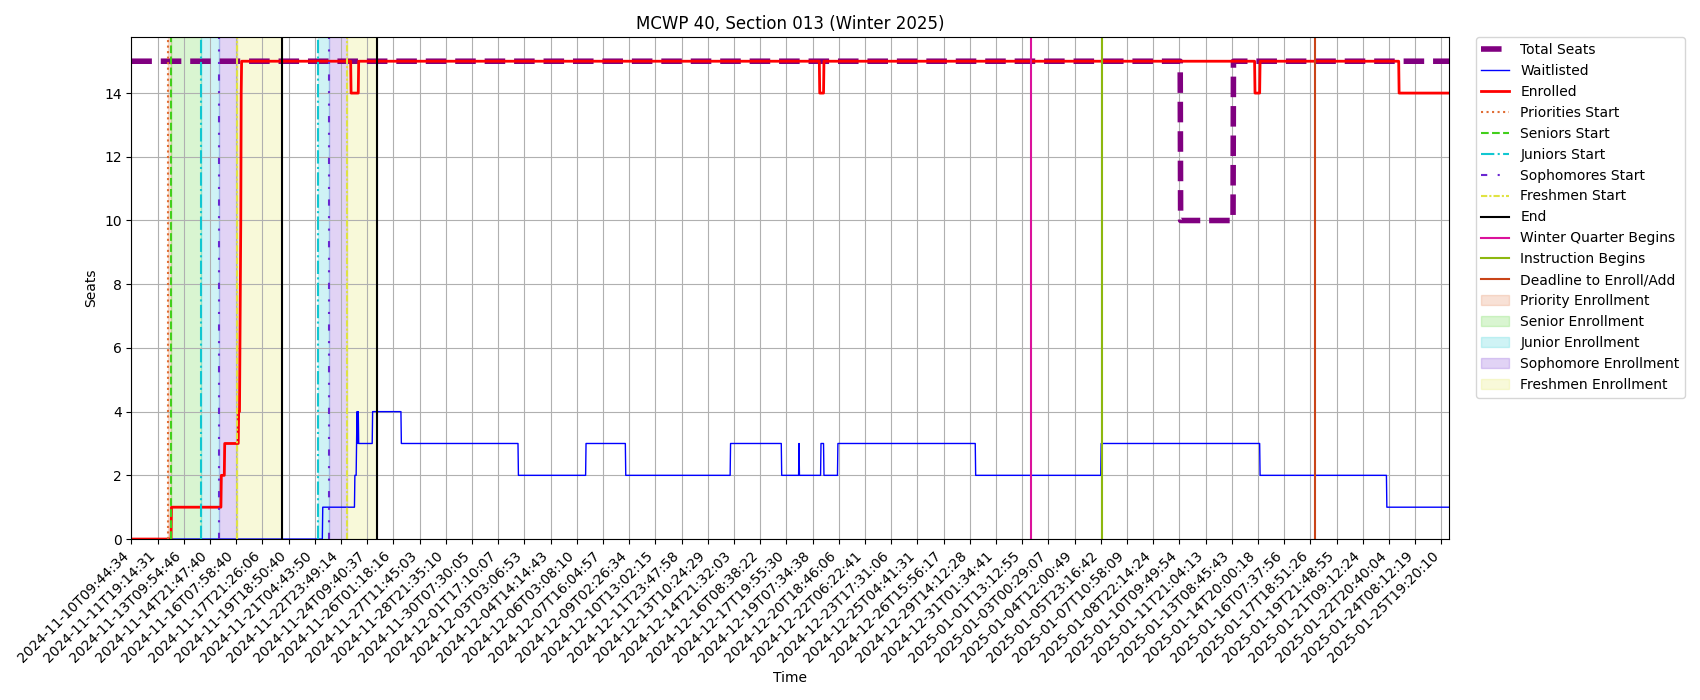 MCWP 40, Section 013 (Winter 2025)
Seats
14
12
10
8
6
4
2
0
2024-11-10T09:44:34
2024-11-11T19:14:31
2024-11-13T09:54:46
2024-11-14T21:47:40
2024-11-16T07:58:40
2024-11-17T21:26:00
2024-11-19T18:50:40
2024-11-21T04:43:50
2024-11-22T23:49:14
2024-11-24T09:40:37
2024-11-26T01:18:16
2024-11-27T11:45:03
2024-11-28T21:35:10
2024-11-30T07:30:05
2024-12-01T17:10:07
2024-12-03T03:06:53
2024-12-04T14:14:43
2024-12-06T03:08:10
2024-12-07T16:04:57
2024-12-09T02:26:34
2024-12-10T13:02:15
2024-12-11T23:47:58
2024-12-13T10:24:29
2024-12-14T21:32:03
2024-12-16T08:38:22
2024-12-17T19:55:30
2024-12-19T07:34:38
2024-12-20T18:46:06
2024-12-22T06:22:41
2024-12-23T17:31:06
2024-12-25T04:41:31
2024-12-26T15:56:17
2024-12-29T14:12:28
2024-12-31T01:34:41
2025-01-01T13:12:55
2025-01-03T00:29:07
2025-01-04T12:00:49
2025-01-05T23:16:42
2025-01-07T10:58:09
2025-01-08T22:14:24
2025-01-10T09:49:54
2025-01-11T21:04:13
2025-01-13T08:45:43
2025-01-14T20:00:18
2025-01-16T07:37:56
2025-01-17T18:51:26
2025-01-19T21:48:55
2025-01-21T09:12:24
2025-01-22T20:40:04
2025-01-24T08:12:19
2025-01-25T19:20:10
Time
Total Seats
Waitlisted
Enrolled
Priorities Start
Seniors Start
Juniors Start
Sophomores Start
Freshmen Start
End
Winter Quarter Begins
Instruction Begins
Deadline to Enroll/Add
Priority Enrollment
Senior Enrollment
Junior Enrollment
Sophomore Enrollment
Freshmen Enrollment